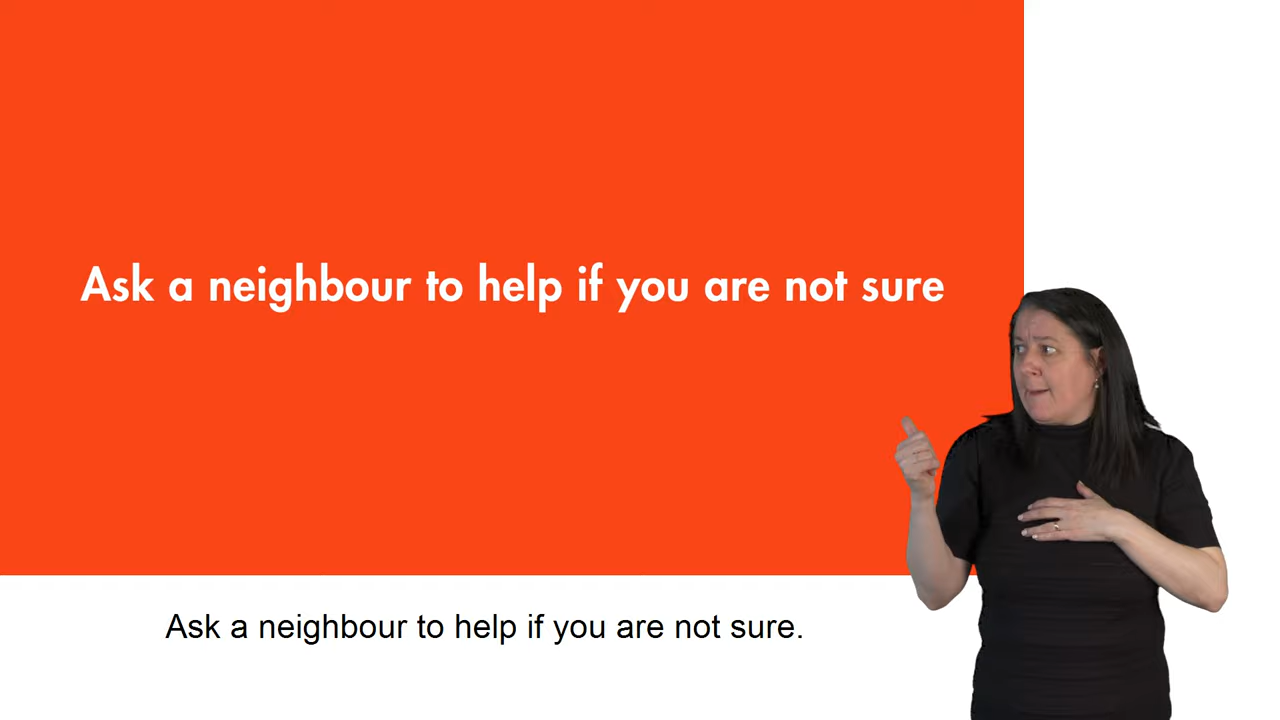 Ask a neighbour to help if you are not sure
Ask a neighbour to help if you are not sure.